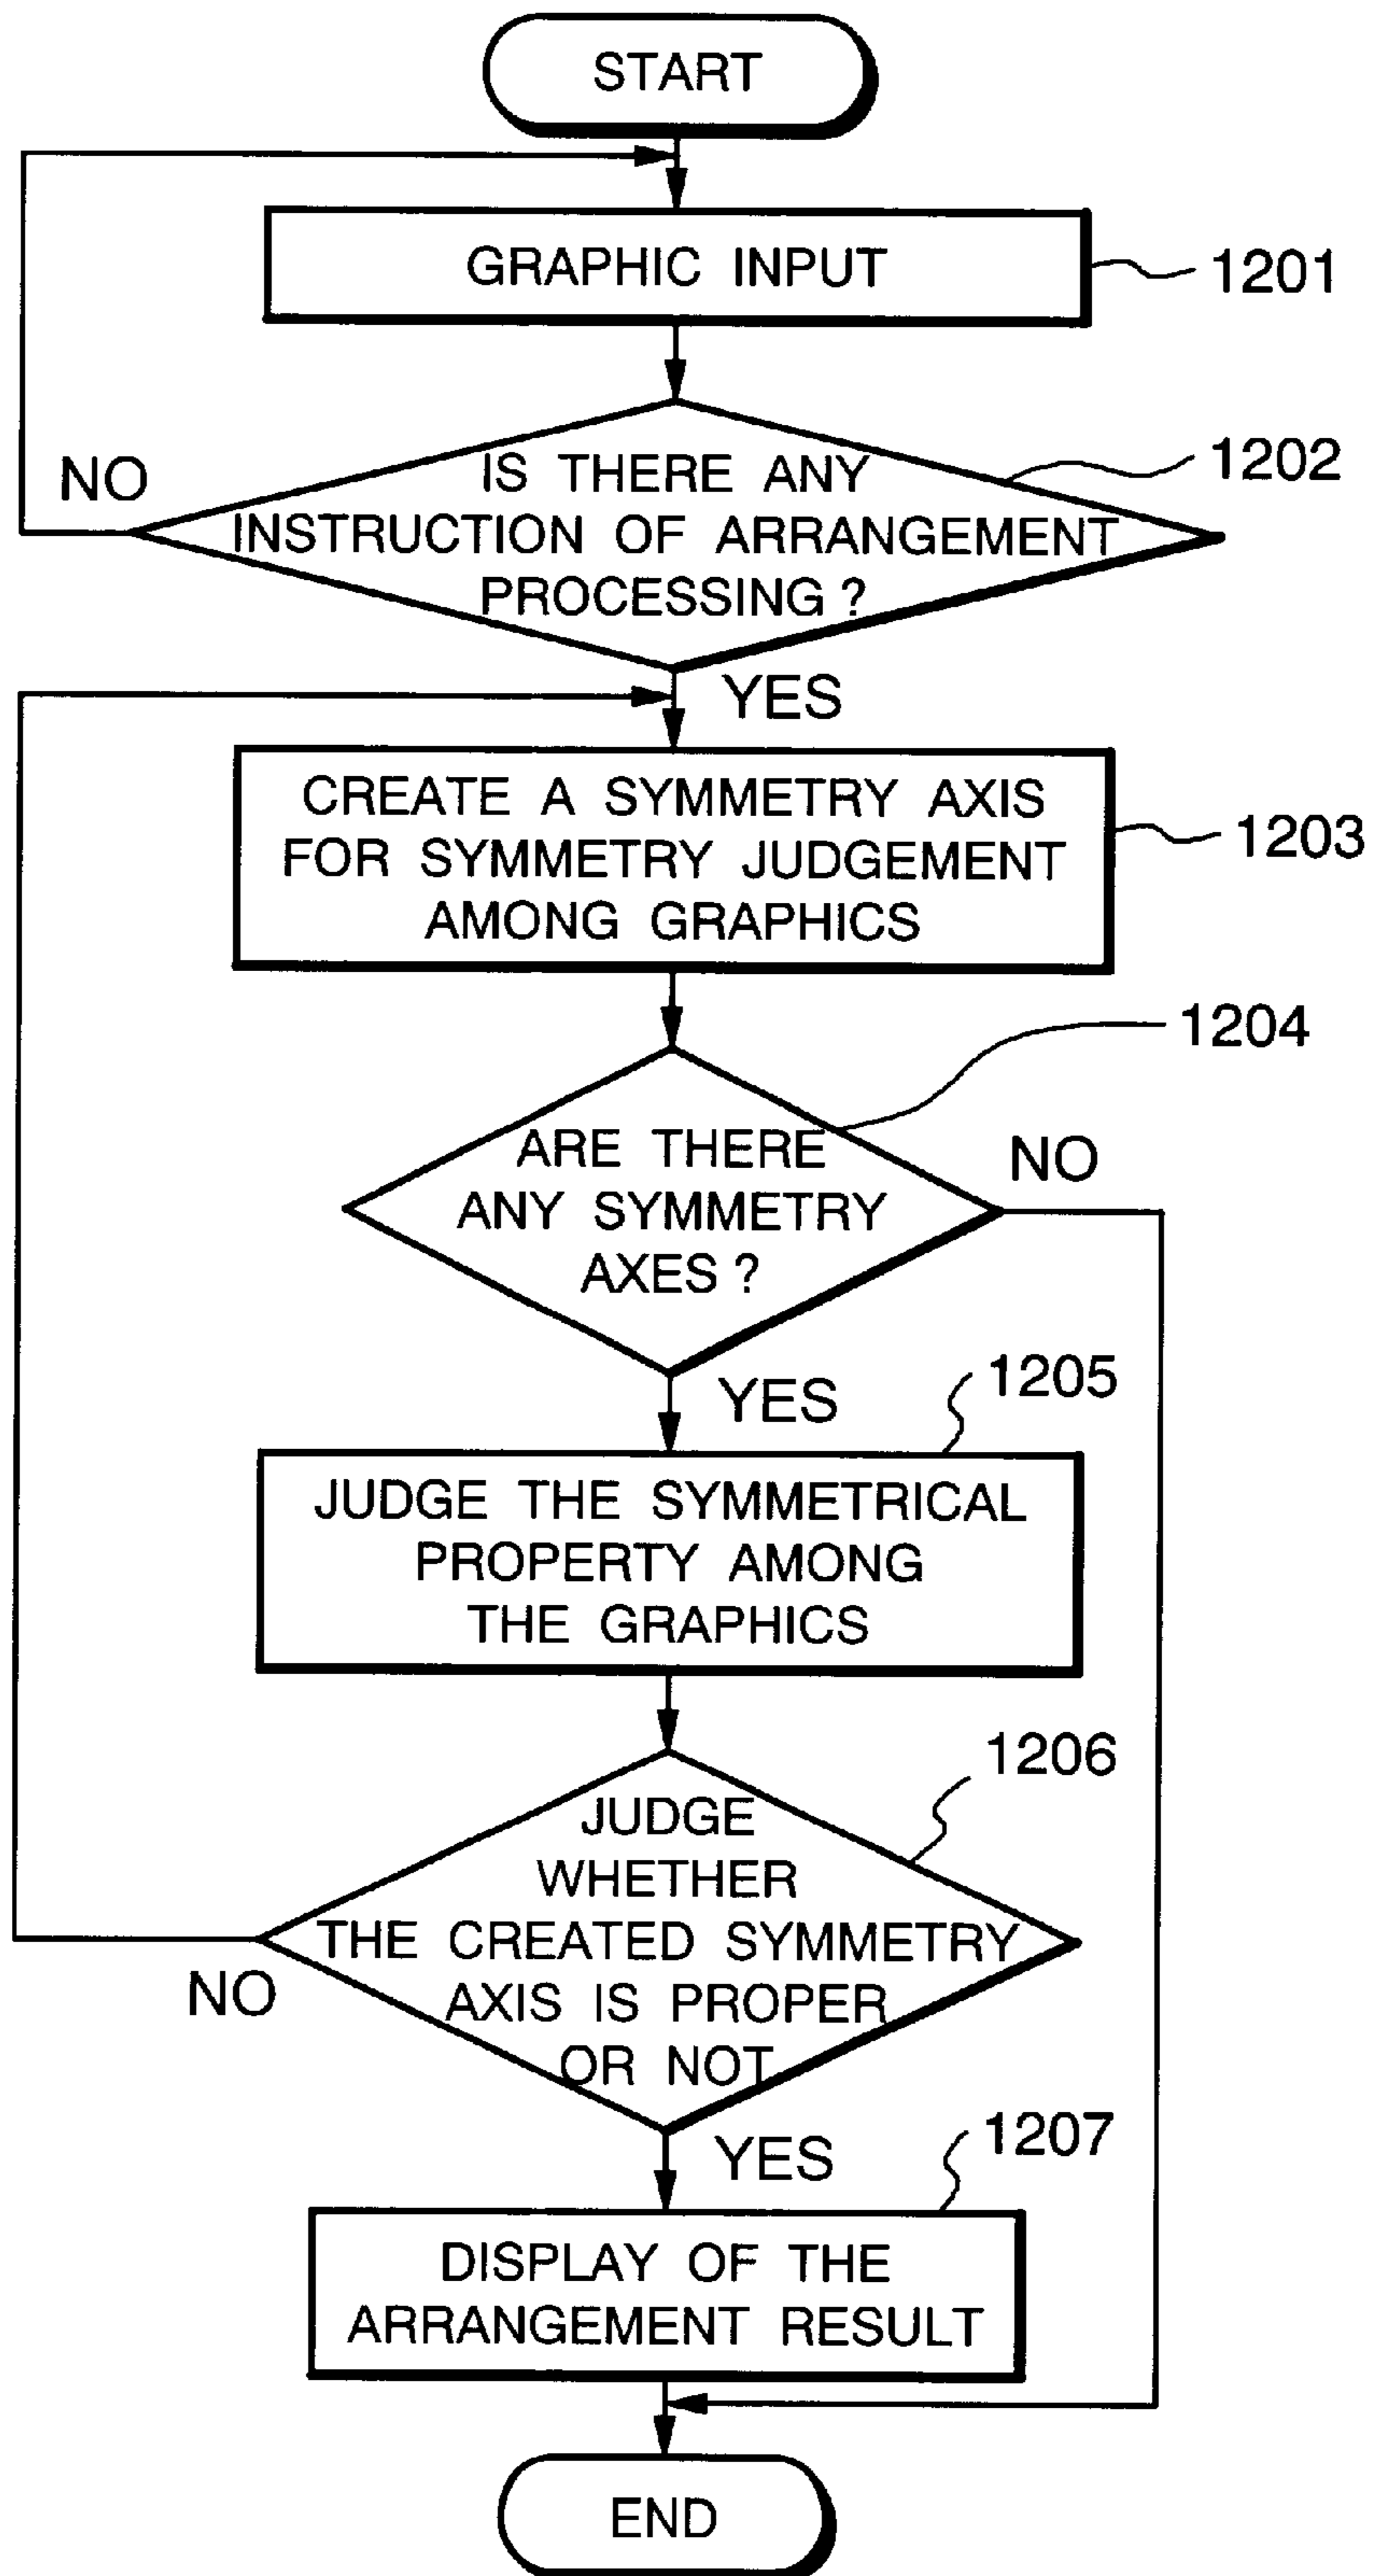 START
GRAPHIC INPUT
1201
1202
NO
IS THERE ANY
INSTRUCTION OF ARRANGEMENT
PROCESSING ?
YES
CREATE A SYMMETRY AXIS
FOR SYMMETRY JUDGEMENT
AMONG GRAPHICS
1203
1204
ARE THERE
ANY SYMMETRY
AXES ?
NO
YES
1205
JUDGE THE SYMMETRICAL
PROPERTY AMONG
THE GRAPHICS
1206
JUDGE
WHETHER
THE CREATED SYMMETRY
AXIS IS PROPER
OR NOT
NO
YES
1207
DISPLAY OF THE
ARRANGEMENT RESULT
END